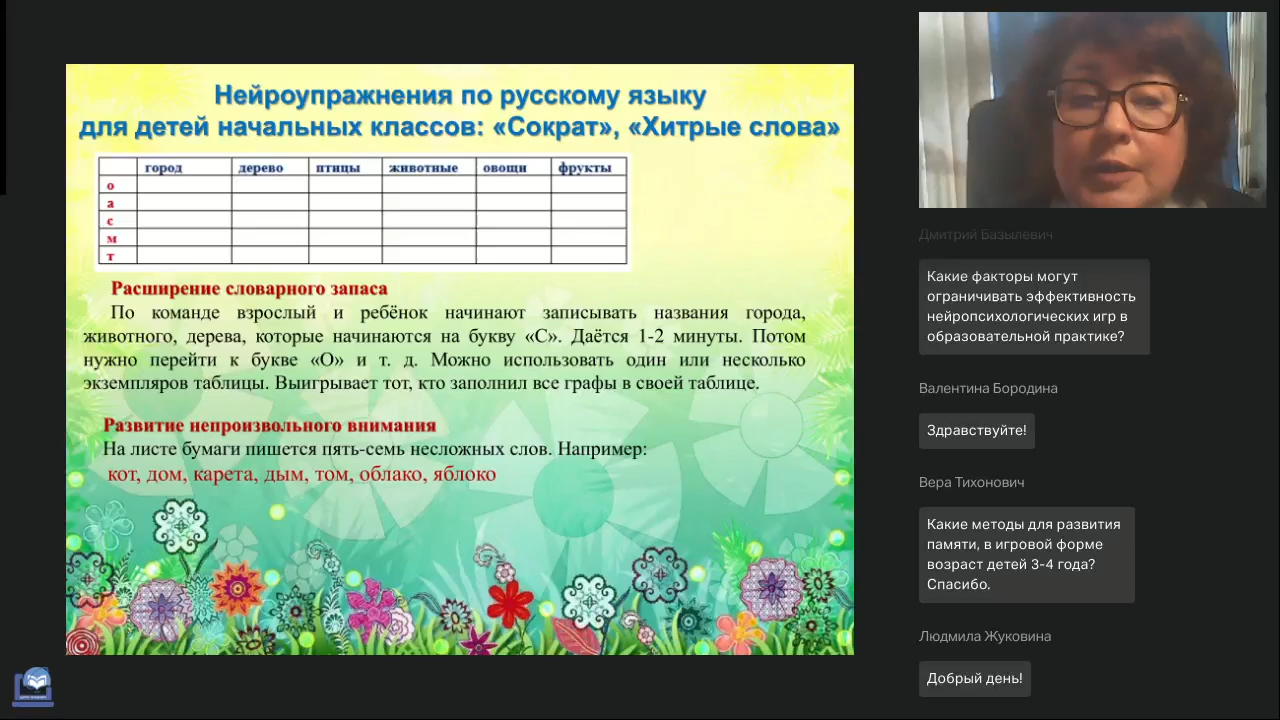 Нейроупражнения по русскому языку
для детей начальных классов: «Сократ», «Хитрые слова»
город дерево птицы животные овощи фрукты
о
а
с
м
т
Расширение словарного запаса
По команде взрослый и ребёнок начинают записывать названия города,
животного, дерева, которые начинаются на букву «С». Даётся 1-2 минуты. Потом
нужно перейти к букве «О» и т. д. Можно использовать один или несколько
экземпляров таблицы. Выигрывает тот, кто заполнил все графы в своей таблице.
Развитие непроизвольного внимания
На листе бумаги пишется пять-семь несложных слов. Например:
кот, дом, карета, дым, том, облако, яблоко
Дмитрий Базылевич
Какие факторы могут
ограничивать эффективность
нейропсихологических игр в
образовательной практике?
Валентина Бородина
Здравствуйте!
Вера Тихонович
Какие методы для развития
памяти, в игровой форме
возраст детей 3-4 года?
Спасибо.
Людмила Жуковина
Добрый день!